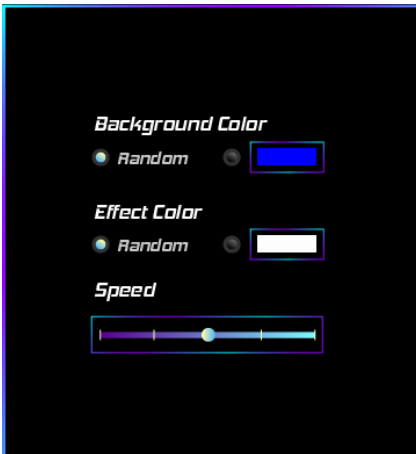 Background Color
Random
Effect Color
Random
Speed